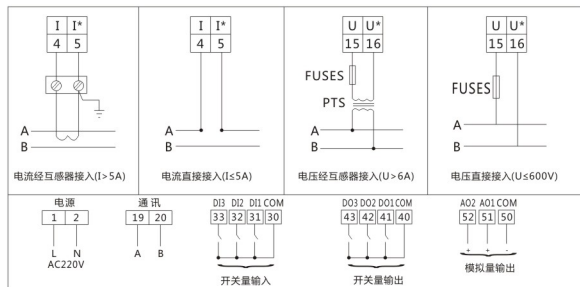 I I* I I* U U* U U*
4 5 4 5 15 16 15 16
FUSES
PTS
FUSES
A A A A
B B B B
电流经互感器接入(I>5A) 电流直接接入(I≤5A) 电压经互感器接入(U>6A) 电压直接接入(U≤600V)
电源 通讯 DI3 DI2 DI1 COM DO3 DO2 DO1 COM AO2 AO1 COM
1 2 19 20 33 32 31 30 43 42 41 40 52 51 50
L N A B + + -
AC220V
开关量输入 开关量输出 模拟量输出